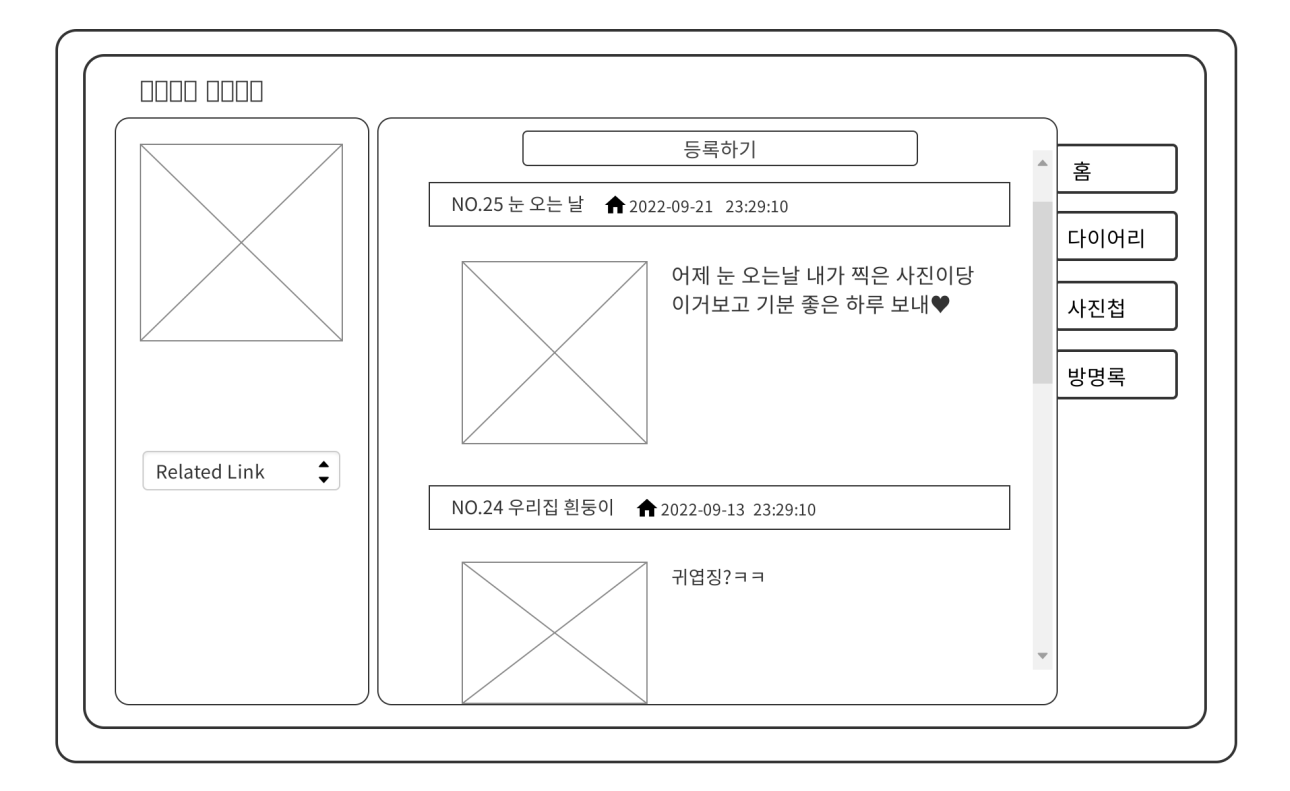 등록하기
NO.25 눈 오는 날 2022-09-21 23:29:10
어제 눈 오는날 내가 찍은 사진이당
이거보고 기분 좋은 하루 보내♥
NO.24 우리집 흰둥이 2022-09-13 23:29:10
귀엽징?ㅋㅋ
Related Link
홈
다이어리
사진첩
방명록